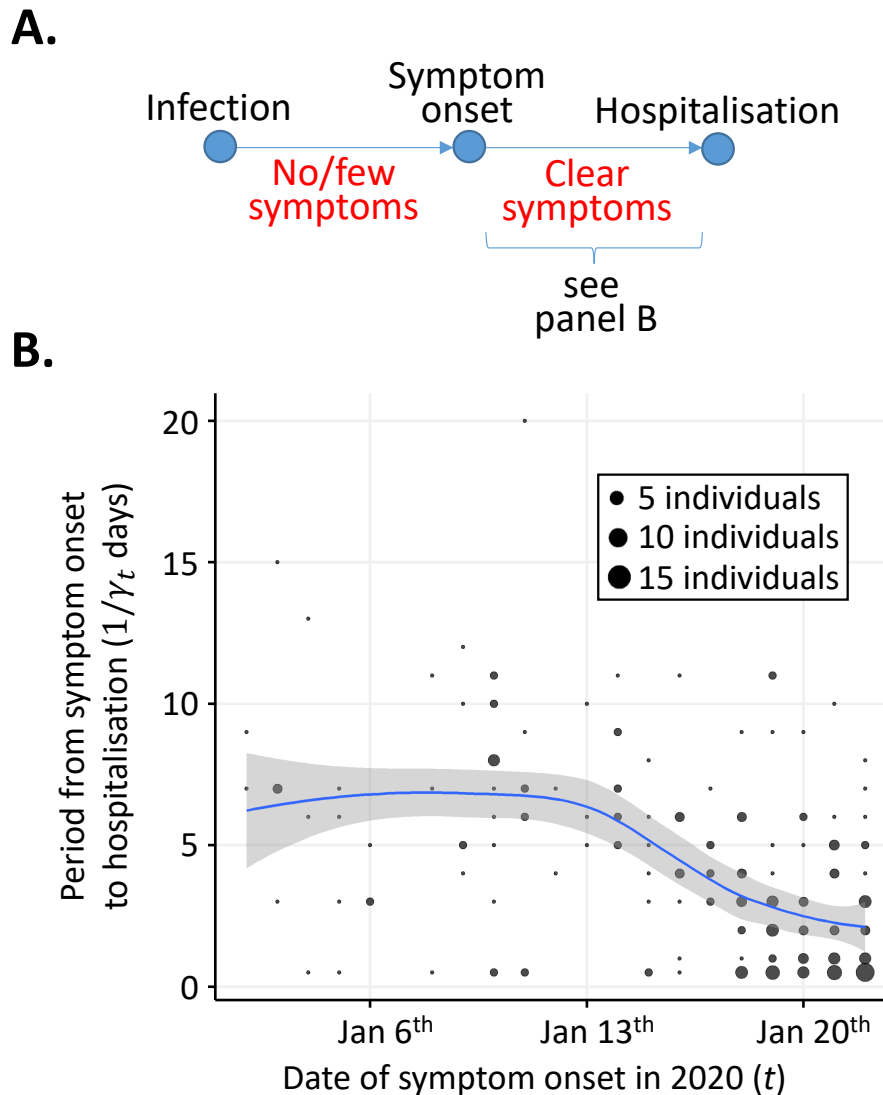 A.
Infection
Symptom
onset
Hospitalisation
No/few
symptoms
Clear
symptoms
see
panel B
B.
Period from symptom onset
to hospitalisation (1/γₜ days)
20
15
10
5
0
5 individuals
10 individuals
15 individuals
Jan 6ᵗʰ
Jan 13ᵗʰ
Jan 20ᵗʰ
Date of symptom onset in 2020 (t)